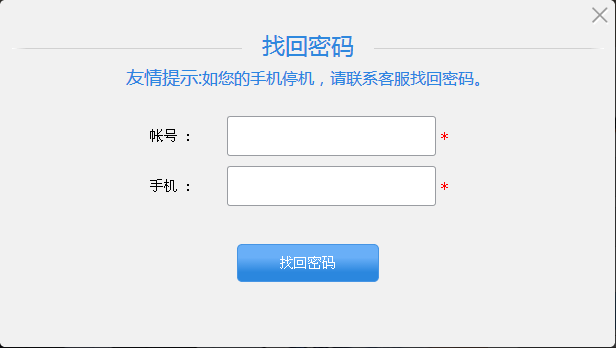 找回密码
友情提示:如您的手机停机，请联系客服找回密码。
帐号 ： *
手机 ： *
找回密码